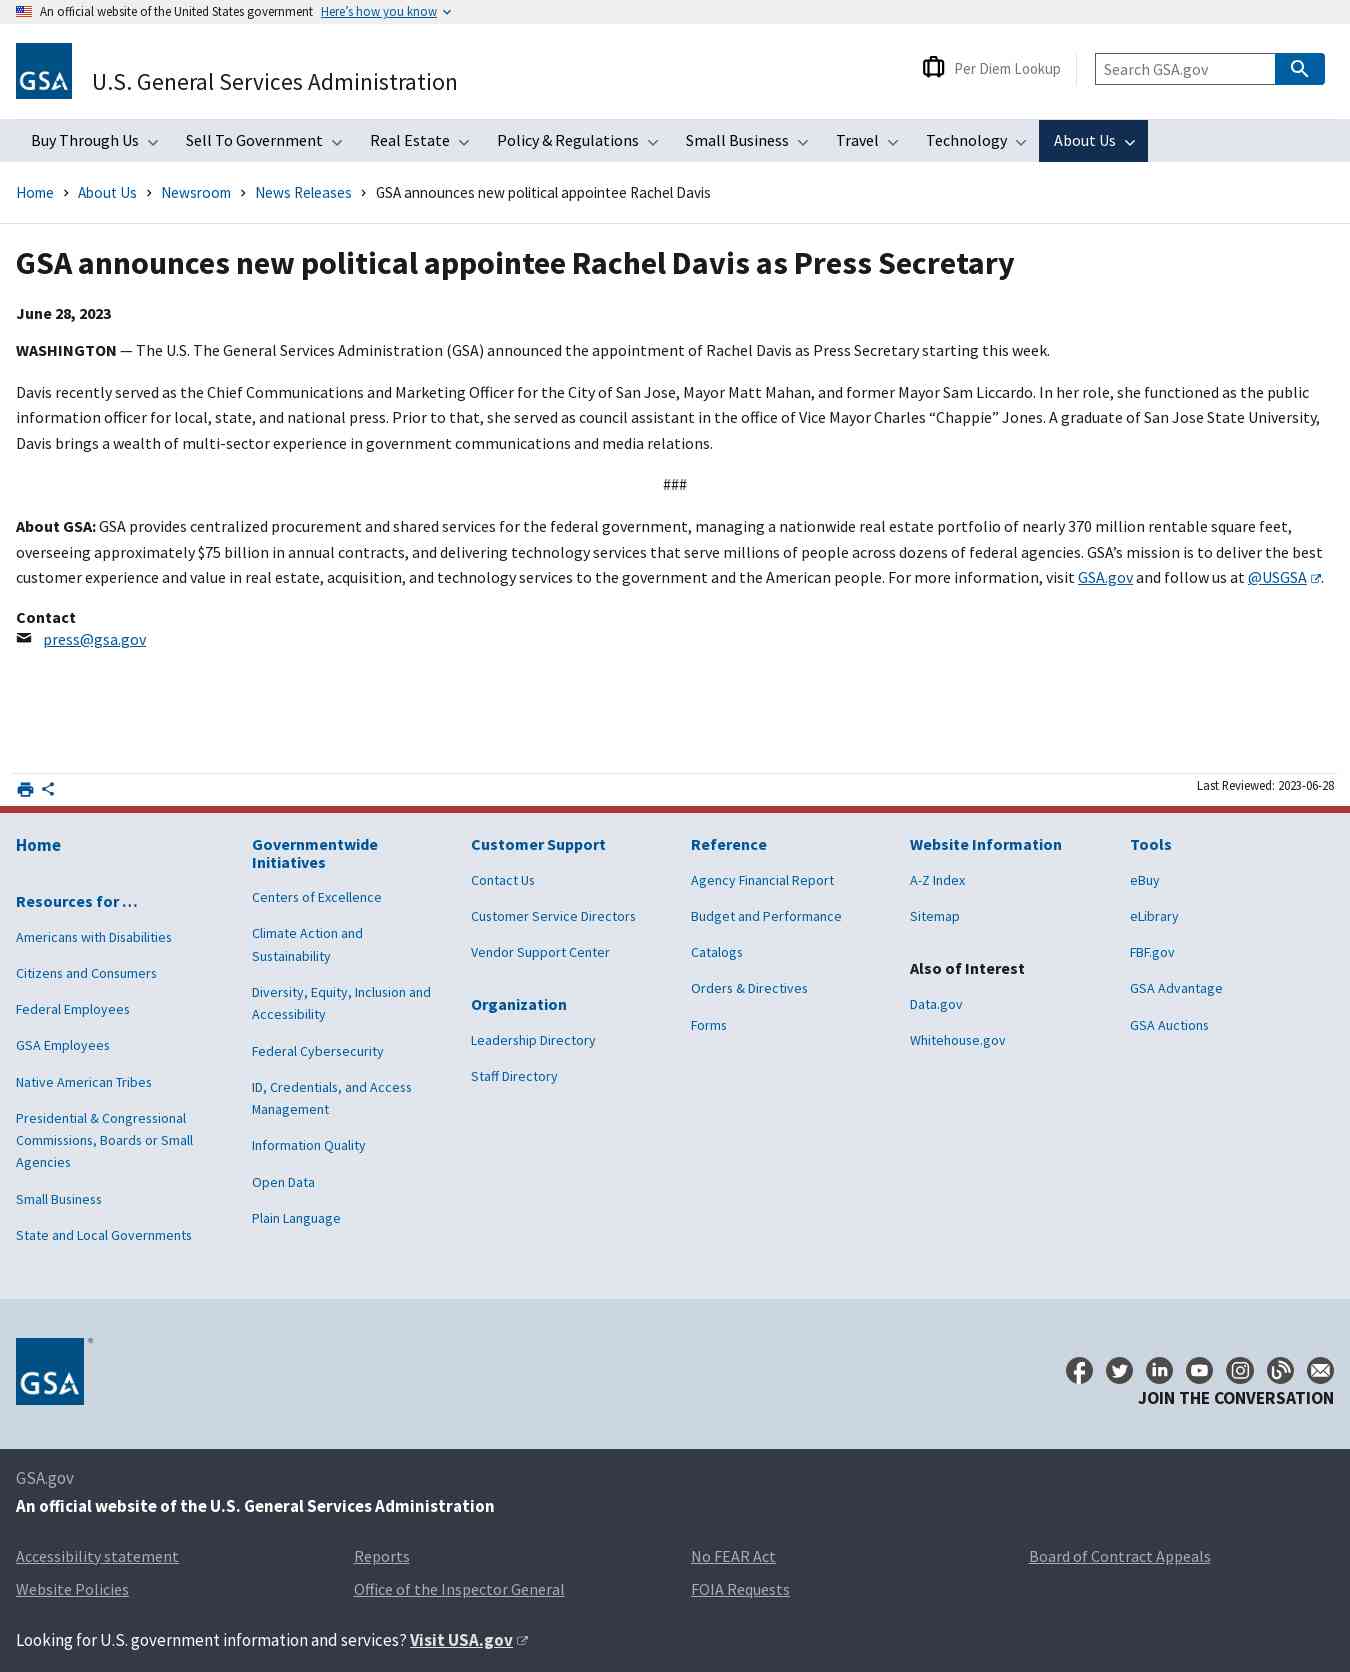 An official website of the United States government Here’s how you know
GSA
U.S. General Services Administration
Per Diem Lookup
Search GSA.gov
Buy Through Us Sell To Government Real Estate Policy & Regulations Small Business Travel Technology About Us
Home About Us Newsroom News Releases GSA announces new political appointee Rachel Davis
GSA announces new political appointee Rachel Davis as Press Secretary
June 28, 2023
WASHINGTON — The U.S. The General Services Administration (GSA) announced the appointment of Rachel Davis as Press Secretary starting this week.
Davis recently served as the Chief Communications and Marketing Officer for the City of San Jose, Mayor Matt Mahan, and former Mayor Sam Liccardo. In her role, she functioned as the public
information officer for local, state, and national press. Prior to that, she served as council assistant in the office of Vice Mayor Charles “Chappie” Jones. A graduate of San Jose State University,
Davis brings a wealth of multi-sector experience in government communications and media relations.
###
About GSA: GSA provides centralized procurement and shared services for the federal government, managing a nationwide real estate portfolio of nearly 370 million rentable square feet,
overseeing approximately $75 billion in annual contracts, and delivering technology services that serve millions of people across dozens of federal agencies. GSA’s mission is to deliver the best
customer experience and value in real estate, acquisition, and technology services to the government and the American people. For more information, visit GSA.gov and follow us at @USGSA.
Contact
press@gsa.gov
Last Reviewed: 2023-06-28
Home
Resources for …
Americans with Disabilities
Citizens and Consumers
Federal Employees
GSA Employees
Native American Tribes
Presidential & Congressional
Commissions, Boards or Small
Agencies
Small Business
State and Local Governments
Governmentwide
Initiatives
Centers of Excellence
Climate Action and
Sustainability
Diversity, Equity, Inclusion and
Accessibility
Federal Cybersecurity
ID, Credentials, and Access
Management
Information Quality
Open Data
Plain Language
Customer Support
Contact Us
Customer Service Directors
Vendor Support Center
Organization
Leadership Directory
Staff Directory
Reference
Agency Financial Report
Budget and Performance
Catalogs
Orders & Directives
Forms
Website Information
A-Z Index
Sitemap
Also of Interest
Data.gov
Whitehouse.gov
Tools
eBuy
eLibrary
FBF.gov
GSA Advantage
GSA Auctions
GSA ®
JOIN THE CONVERSATION
GSA.gov
An official website of the U.S. General Services Administration
Accessibility statement Reports No FEAR Act Board of Contract Appeals
Website Policies Office of the Inspector General FOIA Requests
Looking for U.S. government information and services? Visit USA.gov